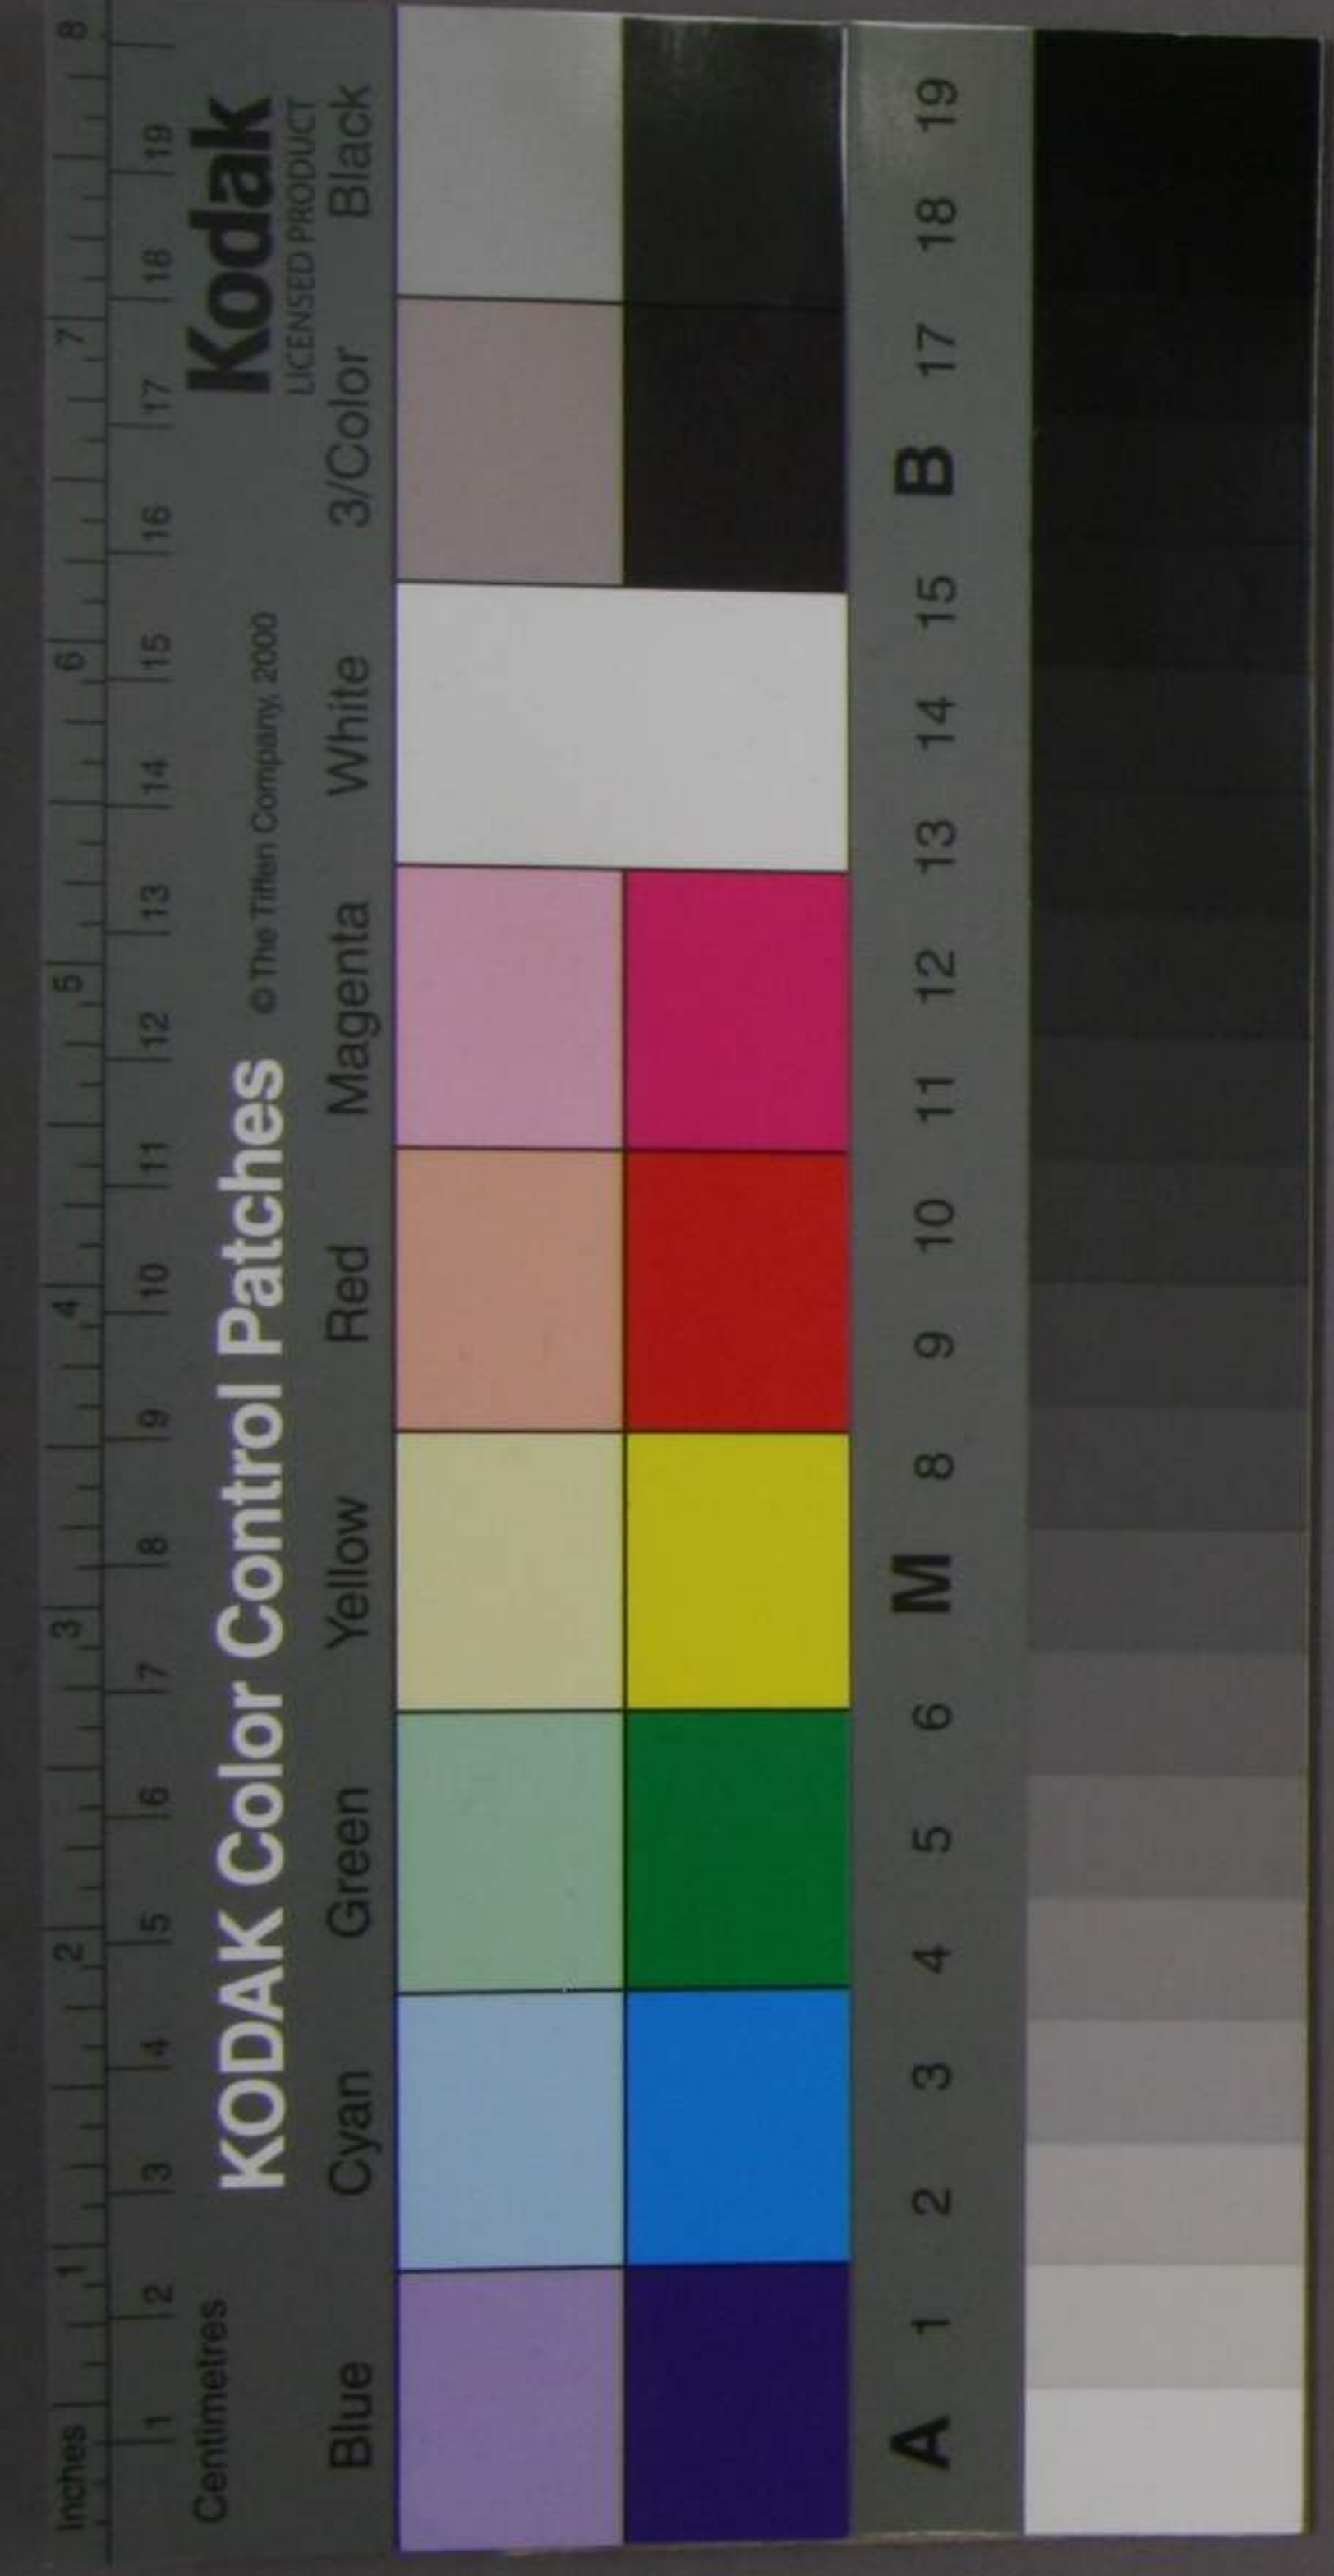 Inches 1 2 3 4 5 6 7 8
Centimetres 1 2 3 4 5 6 7 8 9 10 11 12 13 14 15 16 17 18 19
KODAK Color Control Patches © The Tiffen Company, 2000 Kodak
LICENSED PRODUCT
Blue Cyan Green Yellow Red Magenta White 3/Color Black
A 1 2 3 4 5 6 M 8 9 10 11 12 13 14 15 B 17 18 19